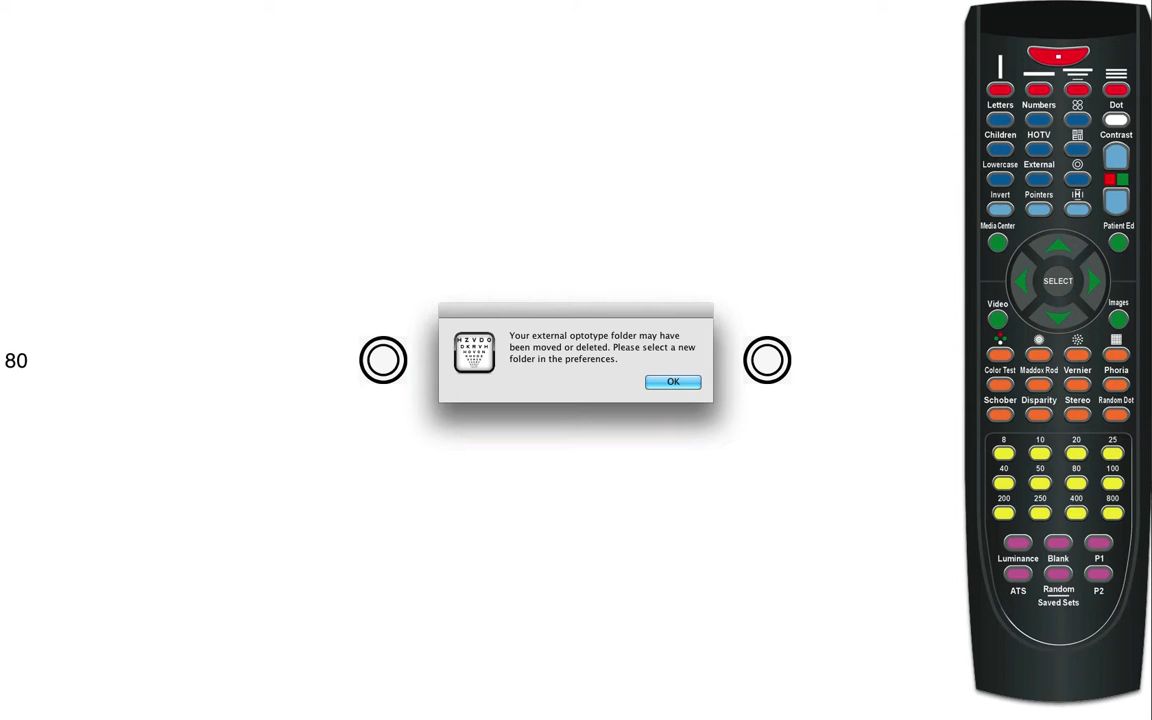 80
Your external optotype folder may have
been moved or deleted. Please select a new
folder in the preferences.
OK
H Z V D O
D K R V H
Letters Numbers Dot
Children HOTV Contrast
Lowercase External
Invert Pointers |H|
Media Center Patient Ed
SELECT
Video Images
Color Test Maddox Rod Vernier Phoria
Schober Disparity Stereo Random Dot
8 10 20 25
40 50 80 100
200 250 400 800
Luminance Blank P1
ATS Random P2
Saved Sets